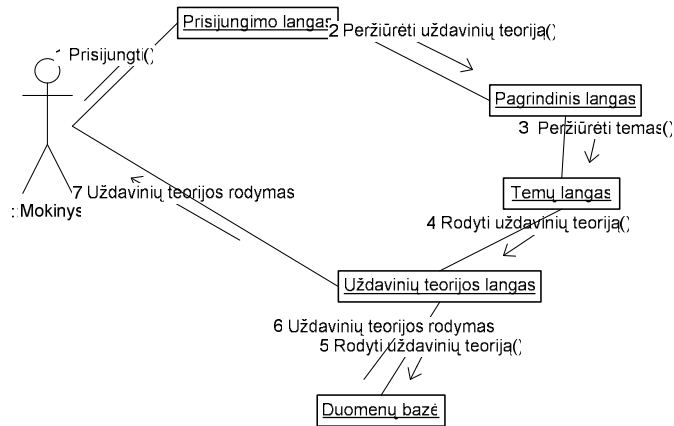 Prisijungimo langas
2 Peržiūrėti uždavinių teoriją()
Prisijungti()
Pagrindinis langas
3 Peržiūrėti temas()
7 Uždavinių teorijos rodymas
Temų langas
:Mokinys
4 Rodyti uždavinių teoriją()
Uždavinių teorijos langas
6 Uždavinių teorijos rodymas
5 Rodyti uždavinių teoriją()
Duomenų bazė